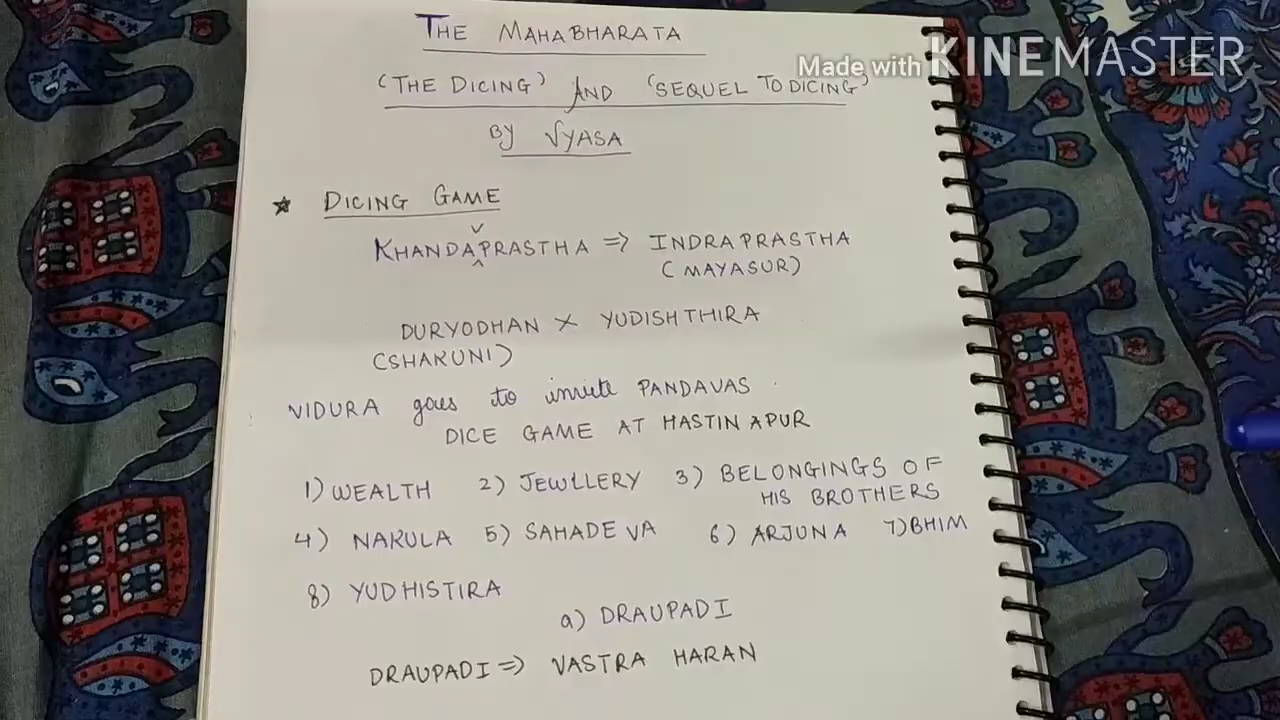 THE MAHABHARATA
Made with KINEMASTER
(THE DICING) AND (SEQUEL TO DICING)
BY VYASA
☆ DICING GAME
KHANDAVPRASTHA ⇒ INDRAPRASTHA
(MAYASUR)
DURYODHAN × YUDISHTHIRA
(SHAKUNI)
VIDURA goes to invite PANDAVAS
DICE GAME AT HASTINAPUR
1) WEALTH 2) JEWLLERY 3) BELONGINGS OF
HIS BROTHERS
4) NAKULA 5) SAHADEVA 6) ARJUNA 7) BHIM
8) YUDHISTIRA
a) DRAUPADI
DRAUPADI ⇒ VASTRA HARAN